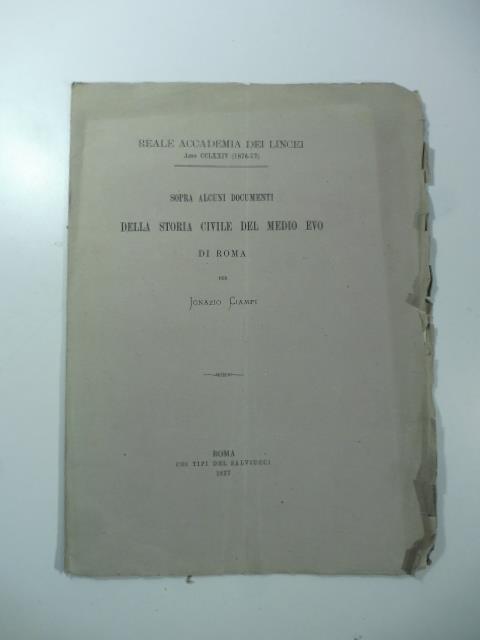 REALE ACCADEMIA DEI LINCEI
ANNO CCLXXIV (1876-77)
SOPRA ALCUNI DOCUMENTI
DELLA STORIA CIVILE DEL MEDIO EVO
DI ROMA
PER
IGNAZIO CIAMPI
ROMA
COI TIPI DEL SALVIUCCI
1877